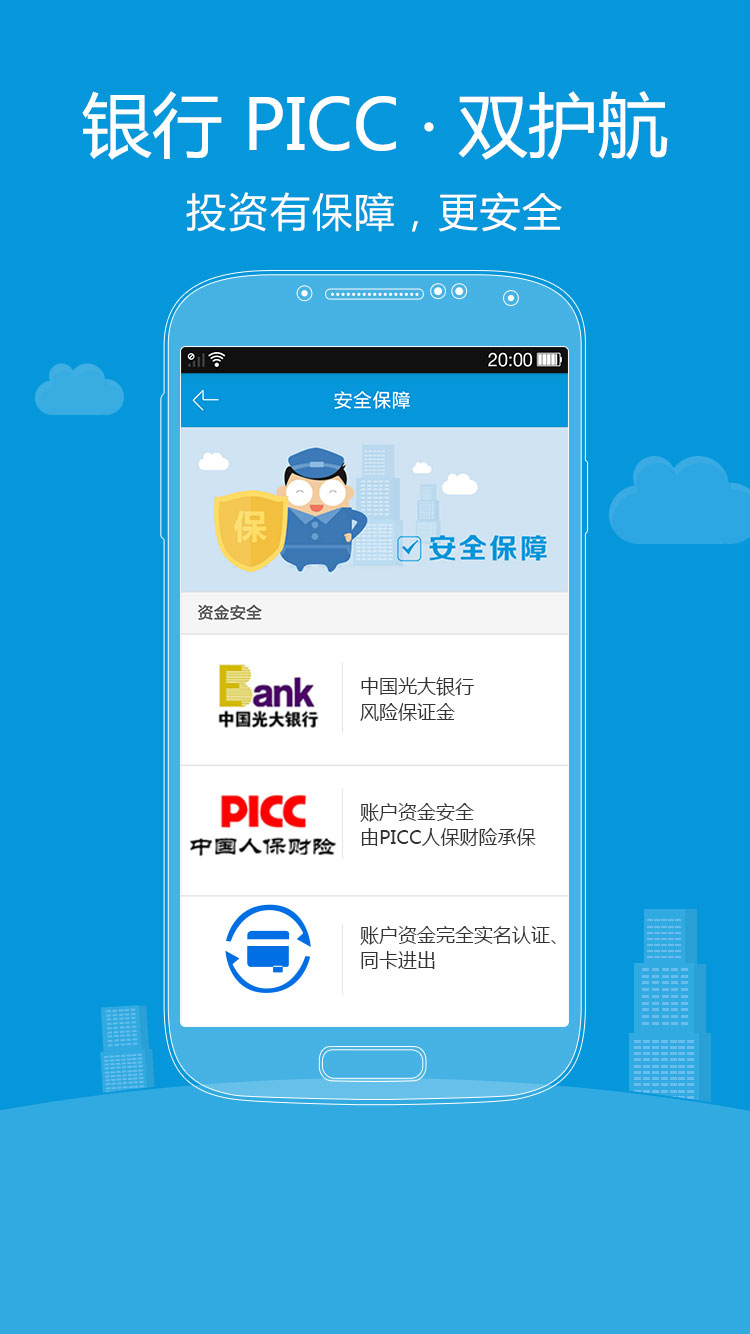 银行 PICC · 双护航
投资有保障，更安全
20:00
安全保障
保
安全保障
资金安全
Bank
中国光大银行
中国光大银行
风险保证金
PICC
中国人保财险
账户资金安全
由PICC人保财险承保
账户资金完全实名认证、
同卡进出